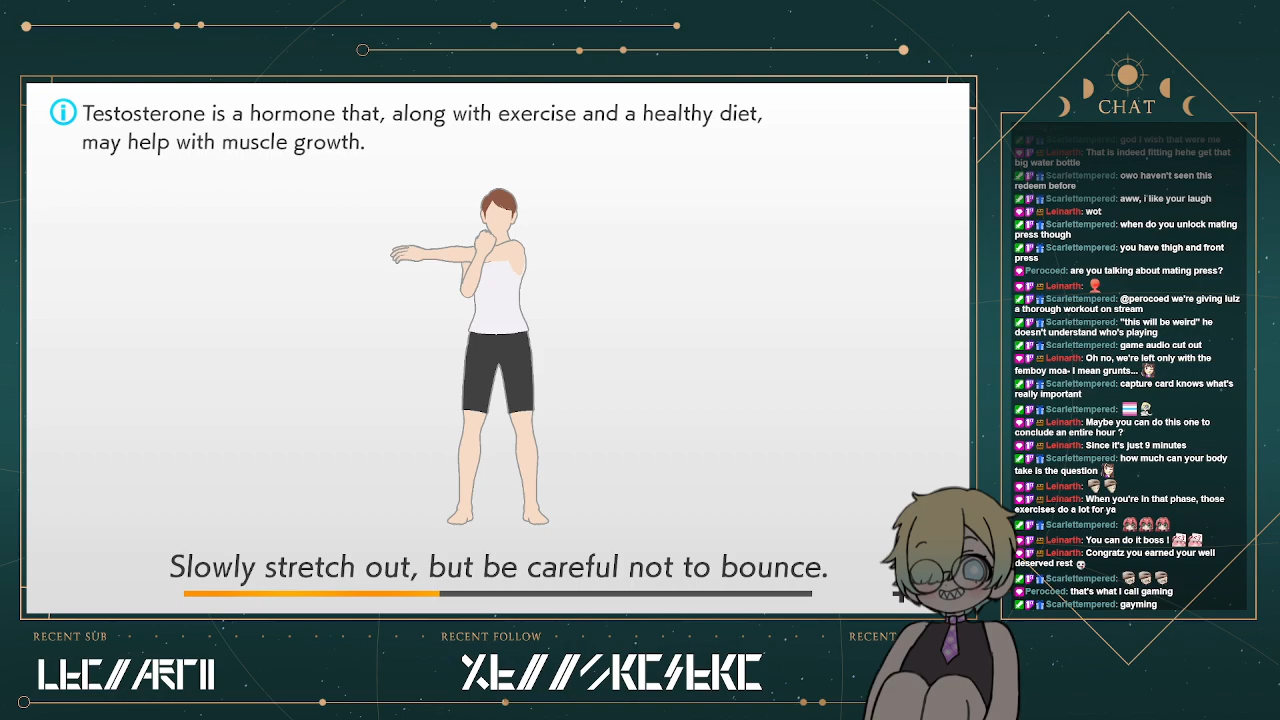 Testosterone is a hormone that, along with exercise and a healthy diet,
may help with muscle growth.
Slowly stretch out, but be careful not to bounce.
RECENT SUB
RECENT FOLLOW
RECENT
CHAT
Scarlettempered: god I wish that were me
Leinarth: That is indeed fitting hehe get that
big water bottle
Scarlettempered: owo haven't seen this
redeem before
Scarlettempered: aww, i like your laugh
Leinarth: wot
Scarlettempered: when do you unlock mating
press though
Scarlettempered: you have thigh and front
press
Perocoed: are you talking about mating press?
Leinarth:
Scarlettempered: @perocoed we're giving lulz
a thorough workout on stream
Scarlettempered: "this will be weird" he
doesn't understand who's playing
Scarlettempered: game audio cut out
Leinarth: Oh no, we're left only with the
femboy moa- I mean grunts...
Scarlettempered: capture card knows what's
really important
Scarlettempered:
Leinarth: Maybe you can do this one to
conclude an entire hour ?
Leinarth: Since it's just 9 minutes
Scarlettempered: how much can your body
take is the question
Leinarth:
Leinarth: When you're in that phase, those
exercises do a lot for ya
Scarlettempered:
Leinarth: You can do it boss !
Leinarth: Congratz you earned your well
deserved rest
Scarlettempered:
Perocoed: that's what I call gaming
Scarlettempered: gayming